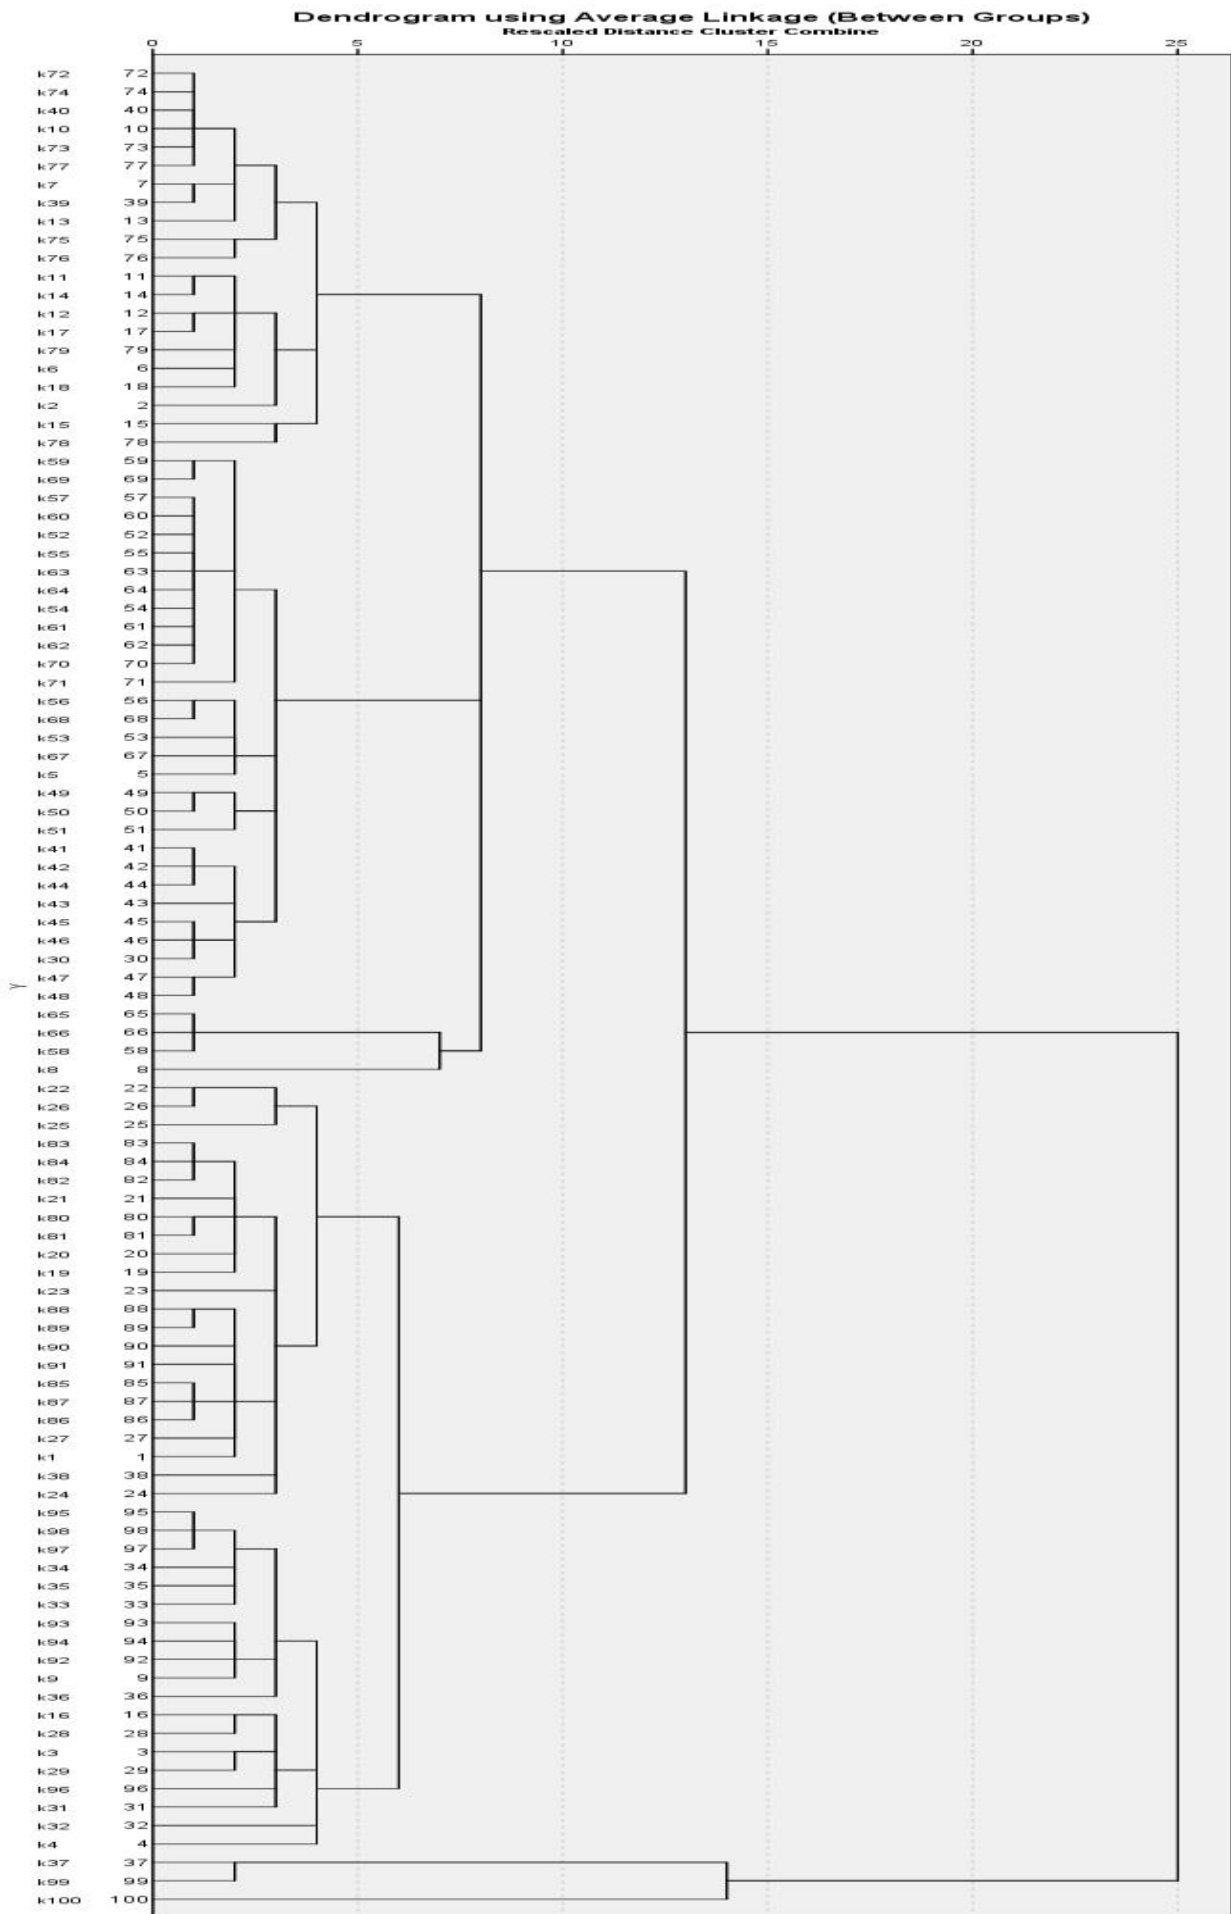 Dendrogram using Average Linkage (Between Groups)
Rescaled Distance Cluster Combine
0 5 10 15 20 25
k72 72
k74 74
k40 40
k10 10
k73 73
k77 77
k7 7
k39 39
k13 13
k75 75
k76 76
k11 11
k14 14
k12 12
k17 17
k79 79
k6 6
k18 18
k2 2
k15 15
k78 78
k59 59
k69 69
k57 57
k60 60
k52 52
k55 55
k63 63
k64 64
k54 54
k61 61
k62 62
k70 70
k71 71
k56 56
k68 68
k53 53
k67 67
k5 5
k49 49
k50 50
k51 51
k41 41
k42 42
k44 44
k43 43
k45 45
k46 46
k30 30
k47 47
Y
k48 48
k65 65
k66 66
k58 58
k8 8
k22 22
k26 26
k25 25
k83 83
k84 84
k82 82
k21 21
k80 80
k81 81
k20 20
k19 19
k23 23
k88 88
k89 89
k90 90
k91 91
k85 85
k87 87
k86 86
k27 27
k1 1
k38 38
k24 24
k95 95
k98 98
k97 97
k34 34
k35 35
k33 33
k93 93
k94 94
k92 92
k9 9
k36 36
k16 16
k28 28
k3 3
k29 29
k96 96
k31 31
k32 32
k4 4
k37 37
k99 99
k100 100